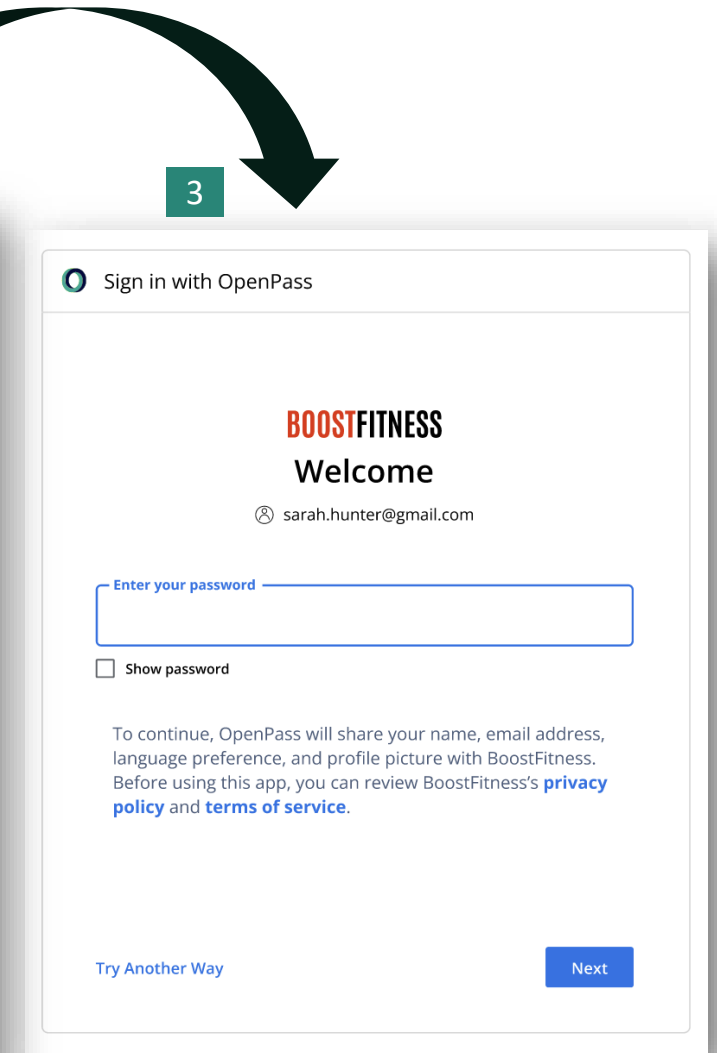 3
Sign in with OpenPass
BOOSTFITNESS
Welcome
sarah.hunter@gmail.com
Enter your password
Show password
To continue, OpenPass will share your name, email address,
language preference, and profile picture with BoostFitness.
Before using this app, you can review BoostFitness’s privacy
policy and terms of service.
Try Another Way
Next